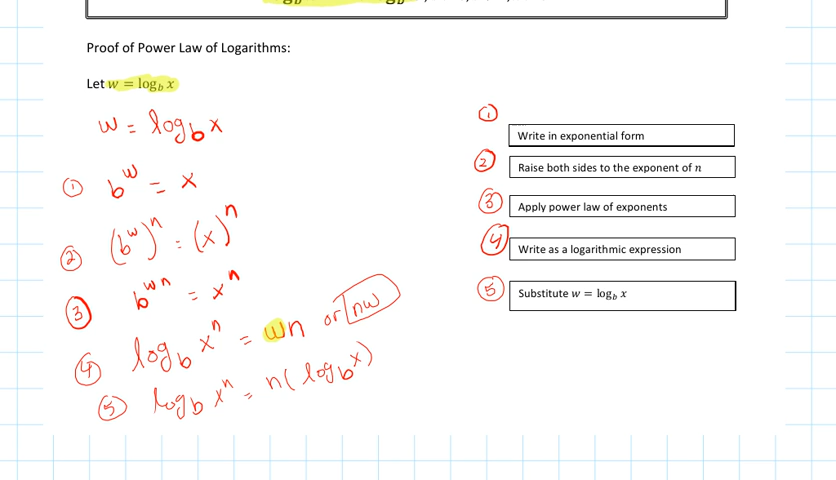 Proof of Power Law of Logarithms:
Let w = log_b x
w = log_b x
① b^w = x
② (b^w)^n = (x)^n
③ b^wn = x^n
④ log_b x^n = wn or nw
⑤ log_b x^n = n(log_b x)
①
Write in exponential form
② Raise both sides to the exponent of n
③ Apply power law of exponents
④ Write as a logarithmic expression
⑤ Substitute w = log_b x